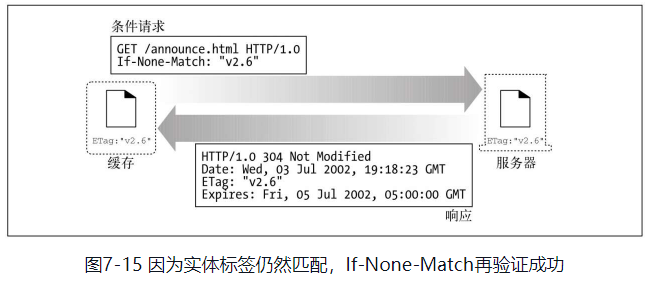 条件请求
GET /announce.html HTTP/1.0
If-None-Match: "v2.6"
ETag:"v2.6"
缓存
ETag:"v2.6"
服务器
HTTP/1.0 304 Not Modified
Date: Wed, 03 Jul 2002, 19:18:23 GMT
ETag: "v2.6"
Expires: Fri, 05 Jul 2002, 05:00:00 GMT
响应
图7-15 因为实体标签仍然匹配，If-None-Match再验证成功